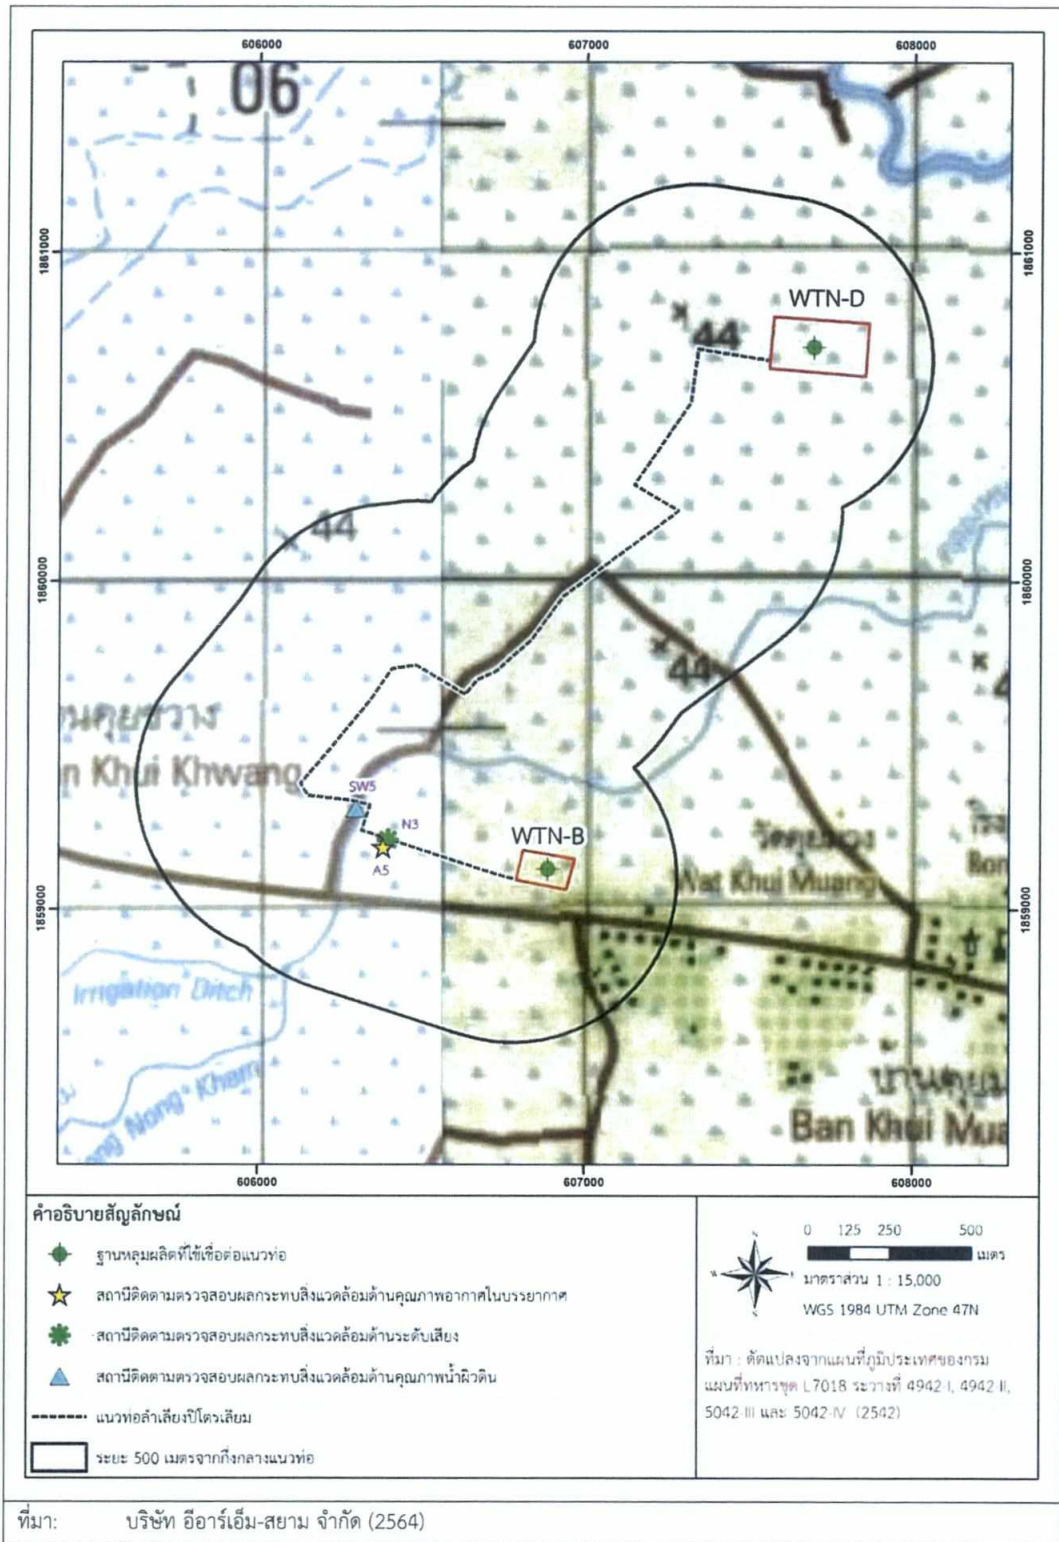 606000 607000 608000
06
1861000 1861000
WTN-D
44
44
1860000 1860000
44
n Khui Khwang
SW5
N3
WTN-B
A5
วัดคุยม่วง
Wat Khui Muang
1859000 1859000
Irrigation Ditch
Nong Kham
Ban Khui Mua
606000 607000 608000
คำอธิบายสัญลักษณ์
ฐานหลุมผลิตที่ใช้เชื่อต่อแนวท่อ
สถานีติดตามตรวจสอบผลกระทบสิ่งแวดล้อมด้านคุณภาพอากาศในบรรยากาศ
สถานีติดตามตรวจสอบผลกระทบสิ่งแวดล้อมด้านระดับเสียง
สถานีติดตามตรวจสอบผลกระทบสิ่งแวดล้อมด้านคุณภาพน้ำผิวดิน
แนวท่อลำเลียงปิโตรเลียม
ระยะ 500 เมตรจากกึ่งกลางแนวท่อ
0 125 250 500
เมตร
มาตราส่วน 1 : 15,000
WGS 1984 UTM Zone 47N
ที่มา : ดัดแปลงจากแผนที่ภูมิประเทศของกรม
แผนที่ทหารชุด L7018 ระวางที่ 4942-I, 4942-II,
5042-III และ 5042-IV (2542)
ที่มา: บริษัท อีอาร์เอ็ม-สยาม จำกัด (2564)